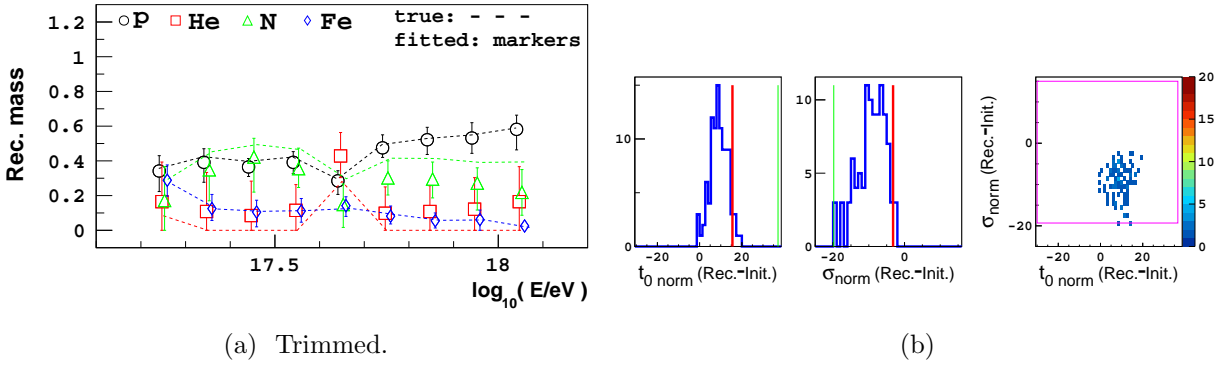 p He N Fe true: - - -
fitted: markers
Rec. mass
1.2
1
0.8
0.6
0.4
0.2
0
17.5 18
log10( E/eV)
(a) Trimmed.
10
0
-20 0 20
t0 norm (Rec.-Init.)
10
5
0
-20 0
σnorm (Rec.-Init.)
σnorm (Rec.-Init.)
0
-20
-20 0 20
t0 norm (Rec.-Init.)
20
15
10
5
0
(b)